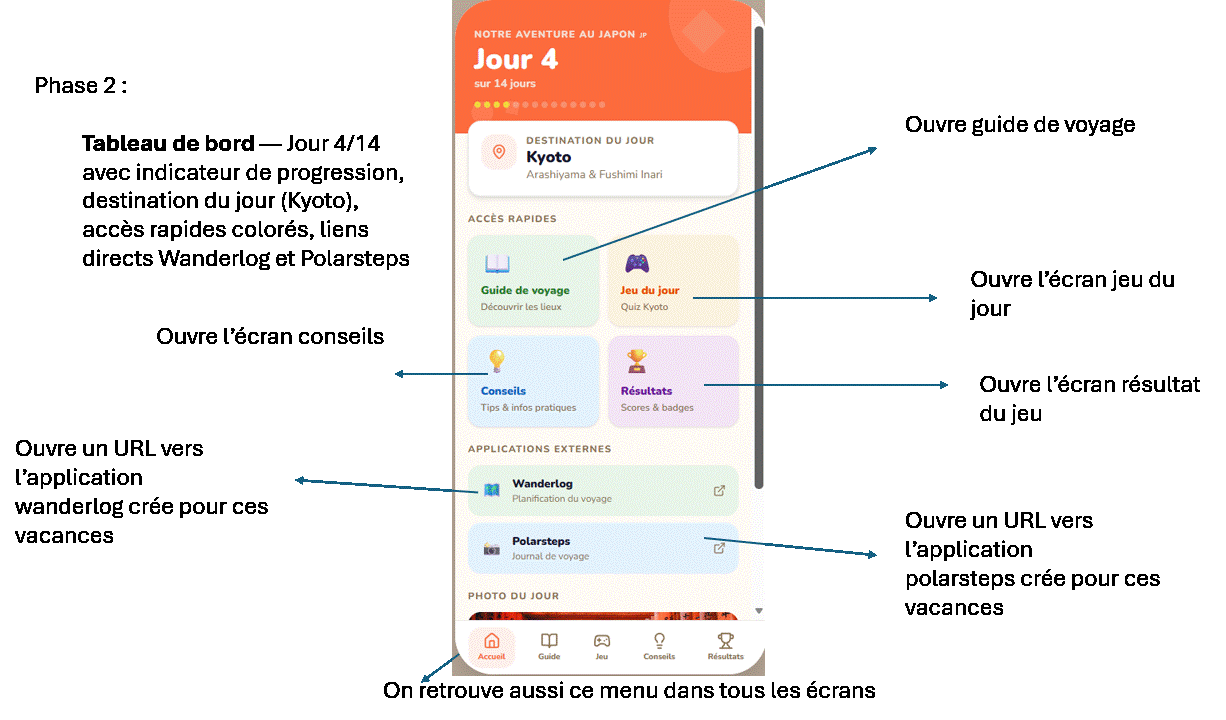 Phase 2 :
Tableau de bord — Jour 4/14
avec indicateur de progression,
destination du jour (Kyoto),
accès rapides colorés, liens
directs Wanderlog et Polarsteps
Ouvre l'écran conseils
Ouvre un URL vers
l'application
wanderlog crée pour ces
vacances
NOTRE AVENTURE AU JAPON JP
Jour 4
sur 14 jours
DESTINATION DU JOUR
Kyoto
Arashiyama & Fushimi Inari
ACCÈS RAPIDES
Guide de voyage
Découvrir les lieux
Jeu du jour
Quiz Kyoto
Conseils
Tips & infos pratiques
Résultats
Scores & badges
APPLICATIONS EXTERNES
Wanderlog
Planification du voyage
Polarsteps
Journal de voyage
PHOTO DU JOUR
Accueil
Guide
Jeu
Conseils
Résultats
Ouvre guide de voyage
Ouvre l'écran jeu du
jour
Ouvre l'écran résultat
du jeu
Ouvre un URL vers
l'application
polarsteps crée pour ces
vacances
On retrouve aussi ce menu dans tous les écrans